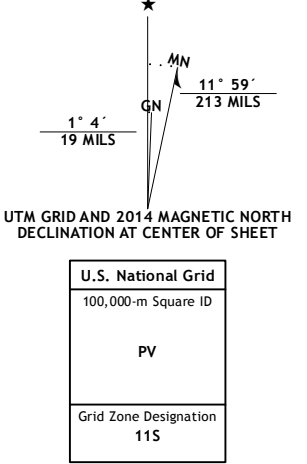 ★
MN
11° 59´
213 MILS
GN
1° 4´
19 MILS
UTM GRID AND 2014 MAGNETIC NORTH
DECLINATION AT CENTER OF SHEET
U.S. National Grid
100,000-m Square ID
PV
Grid Zone Designation
11S